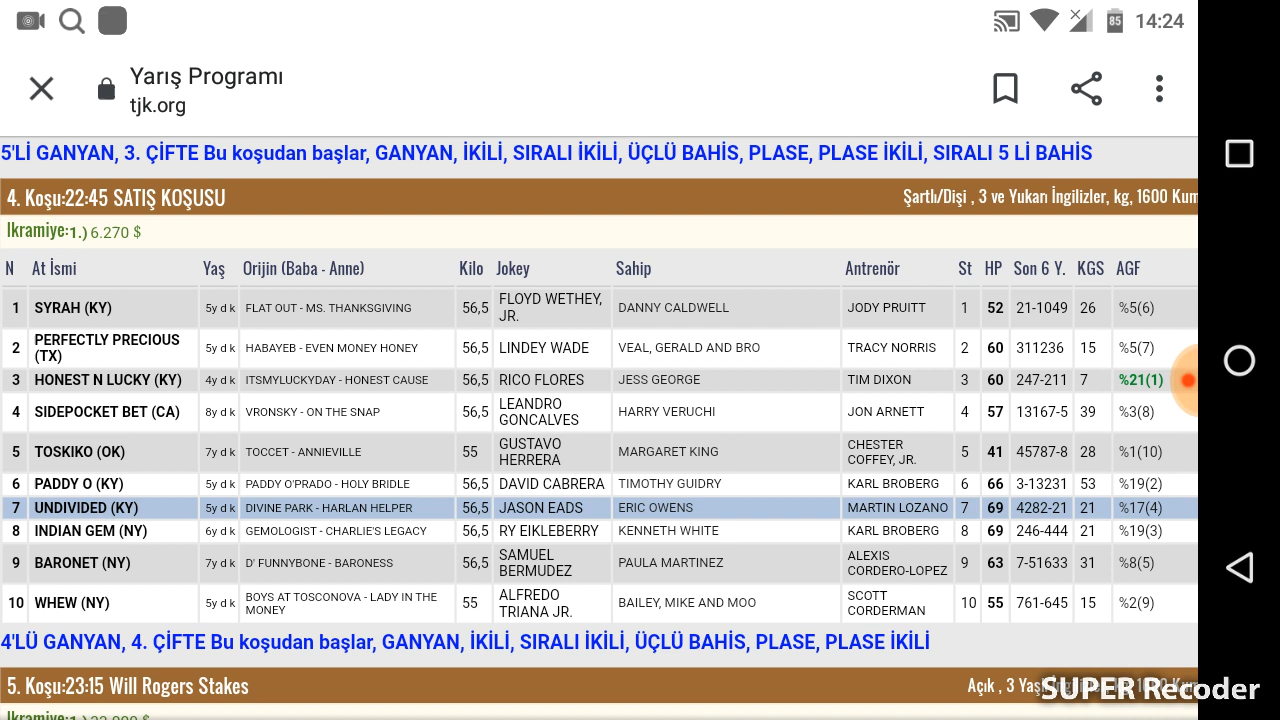 85 14:24
Yarış Programı
tjk.org
5'Lİ GANYAN, 3. ÇİFTE Bu koşudan başlar, GANYAN, İKİLİ, SIRALI İKİLİ, ÜÇLÜ BAHİS, PLASE, PLASE İKİLİ, SIRALI 5 Lİ BAHİS
4. Koşu:22:45 SATIŞ KOŞUSU Şartlı/Dişi , 3 ve Yukarı İngilizler, kg, 1600 Kum
Ikramiye:1.) 6.270 $
N At İsmi Yaş Orijin (Baba - Anne) Kilo Jokey Sahip Antrenör St HP Son 6 Y. KGS AGF
1 SYRAH (KY) 5y d k FLAT OUT - MS. THANKSGIVING 56,5 FLOYD WETHEY, JR. DANNY CALDWELL JODY PRUITT 1 52 21-1049 26 %5(6)
2 PERFECTLY PRECIOUS (TX) 5y d k HABAYEB - EVEN MONEY HONEY 56,5 LINDEY WADE VEAL, GERALD AND BRO TRACY NORRIS 2 60 311236 15 %5(7)
3 HONEST N LUCKY (KY) 4y d k ITSMYLUCKYDAY - HONEST CAUSE 56,5 RICO FLORES JESS GEORGE TIM DIXON 3 60 247-211 7 %21(1)
4 SIDEPOCKET BET (CA) 8y d k VRONSKY - ON THE SNAP 56,5 LEANDRO GONCALVES HARRY VERUCHI JON ARNETT 4 57 13167-5 39 %3(8)
5 TOSKIKO (OK) 7y d k TOCCET - ANNIEVILLE 55 GUSTAVO HERRERA MARGARET KING CHESTER COFFEY, JR. 5 41 45787-8 28 %1(10)
6 PADDY O (KY) 5y d k PADDY O'PRADO - HOLY BRIDLE 56,5 DAVID CABRERA TIMOTHY GUIDRY KARL BROBERG 6 66 3-13231 53 %19(2)
7 UNDIVIDED (KY) 5y d k DIVINE PARK - HARLAN HELPER 56,5 JASON EADS ERIC OWENS MARTIN LOZANO 7 69 4282-21 21 %17(4)
8 INDIAN GEM (NY) 6y d k GEMOLOGIST - CHARLIE'S LEGACY 56,5 RY EIKLEBERRY KENNETH WHITE KARL BROBERG 8 69 246-444 21 %19(3)
9 BARONET (NY) 7y d k D' FUNNYBONE - BARONESS 56,5 SAMUEL BERMUDEZ PAULA MARTINEZ ALEXIS CORDERO-LOPEZ 9 63 7-51633 31 %8(5)
10 WHEW (NY) 5y d k BOYS AT TOSCONOVA - LADY IN THE MONEY 55 ALFREDO TRIANA JR. BAILEY, MIKE AND MOO SCOTT CORDERMAN 10 55 761-645 15 %2(9)
4'LÜ GANYAN, 4. ÇİFTE Bu koşudan başlar, GANYAN, İKİLİ, SIRALI İKİLİ, ÜÇLÜ BAHİS, PLASE, PLASE İKİLİ
5. Koşu:23:15 Will Rogers Stakes Açık , 3 Yaş
SUPER Recoder
Ikramiye:1.)